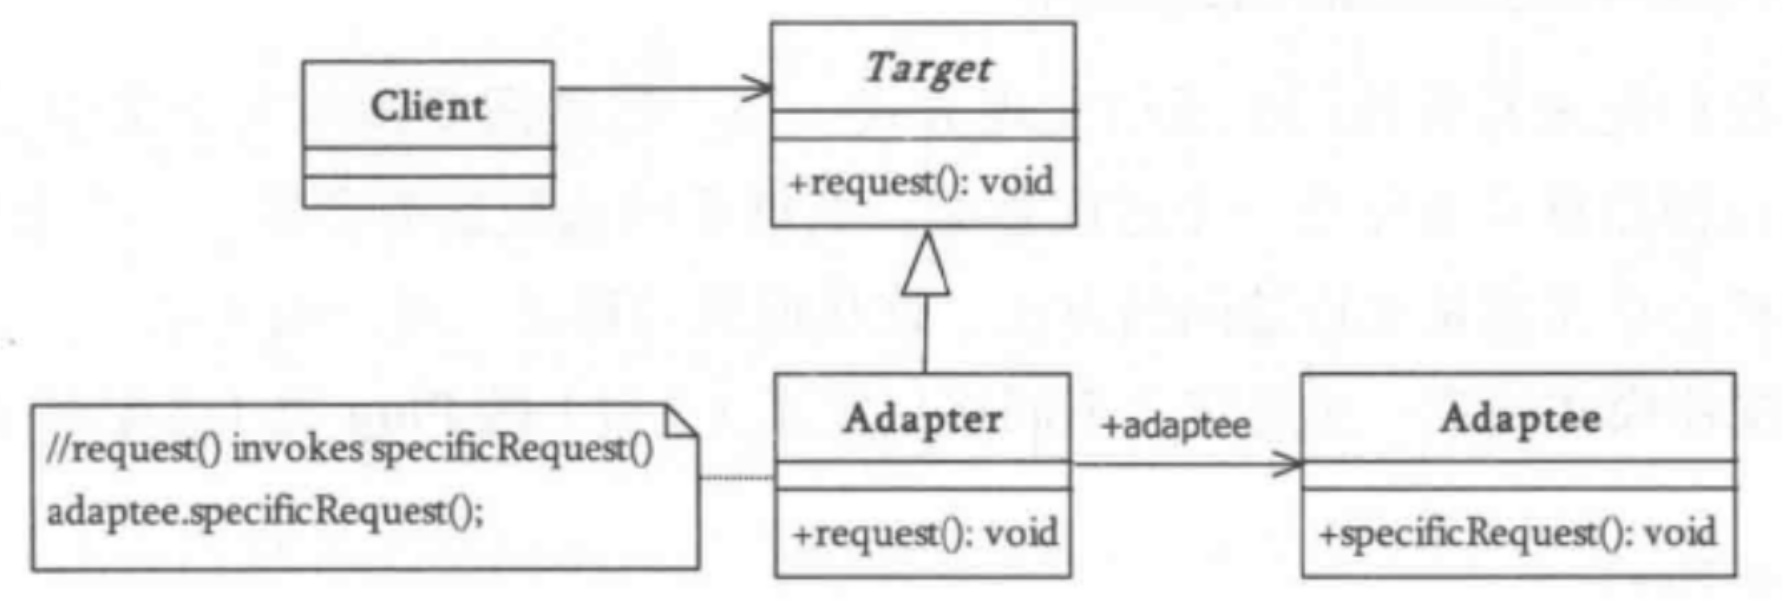 Client
Target
+request(): void
//request() invokes specificRequest()
adaptee.specificRequest();
Adapter
+request(): void
+adaptee
Adaptee
+specificRequest(): void